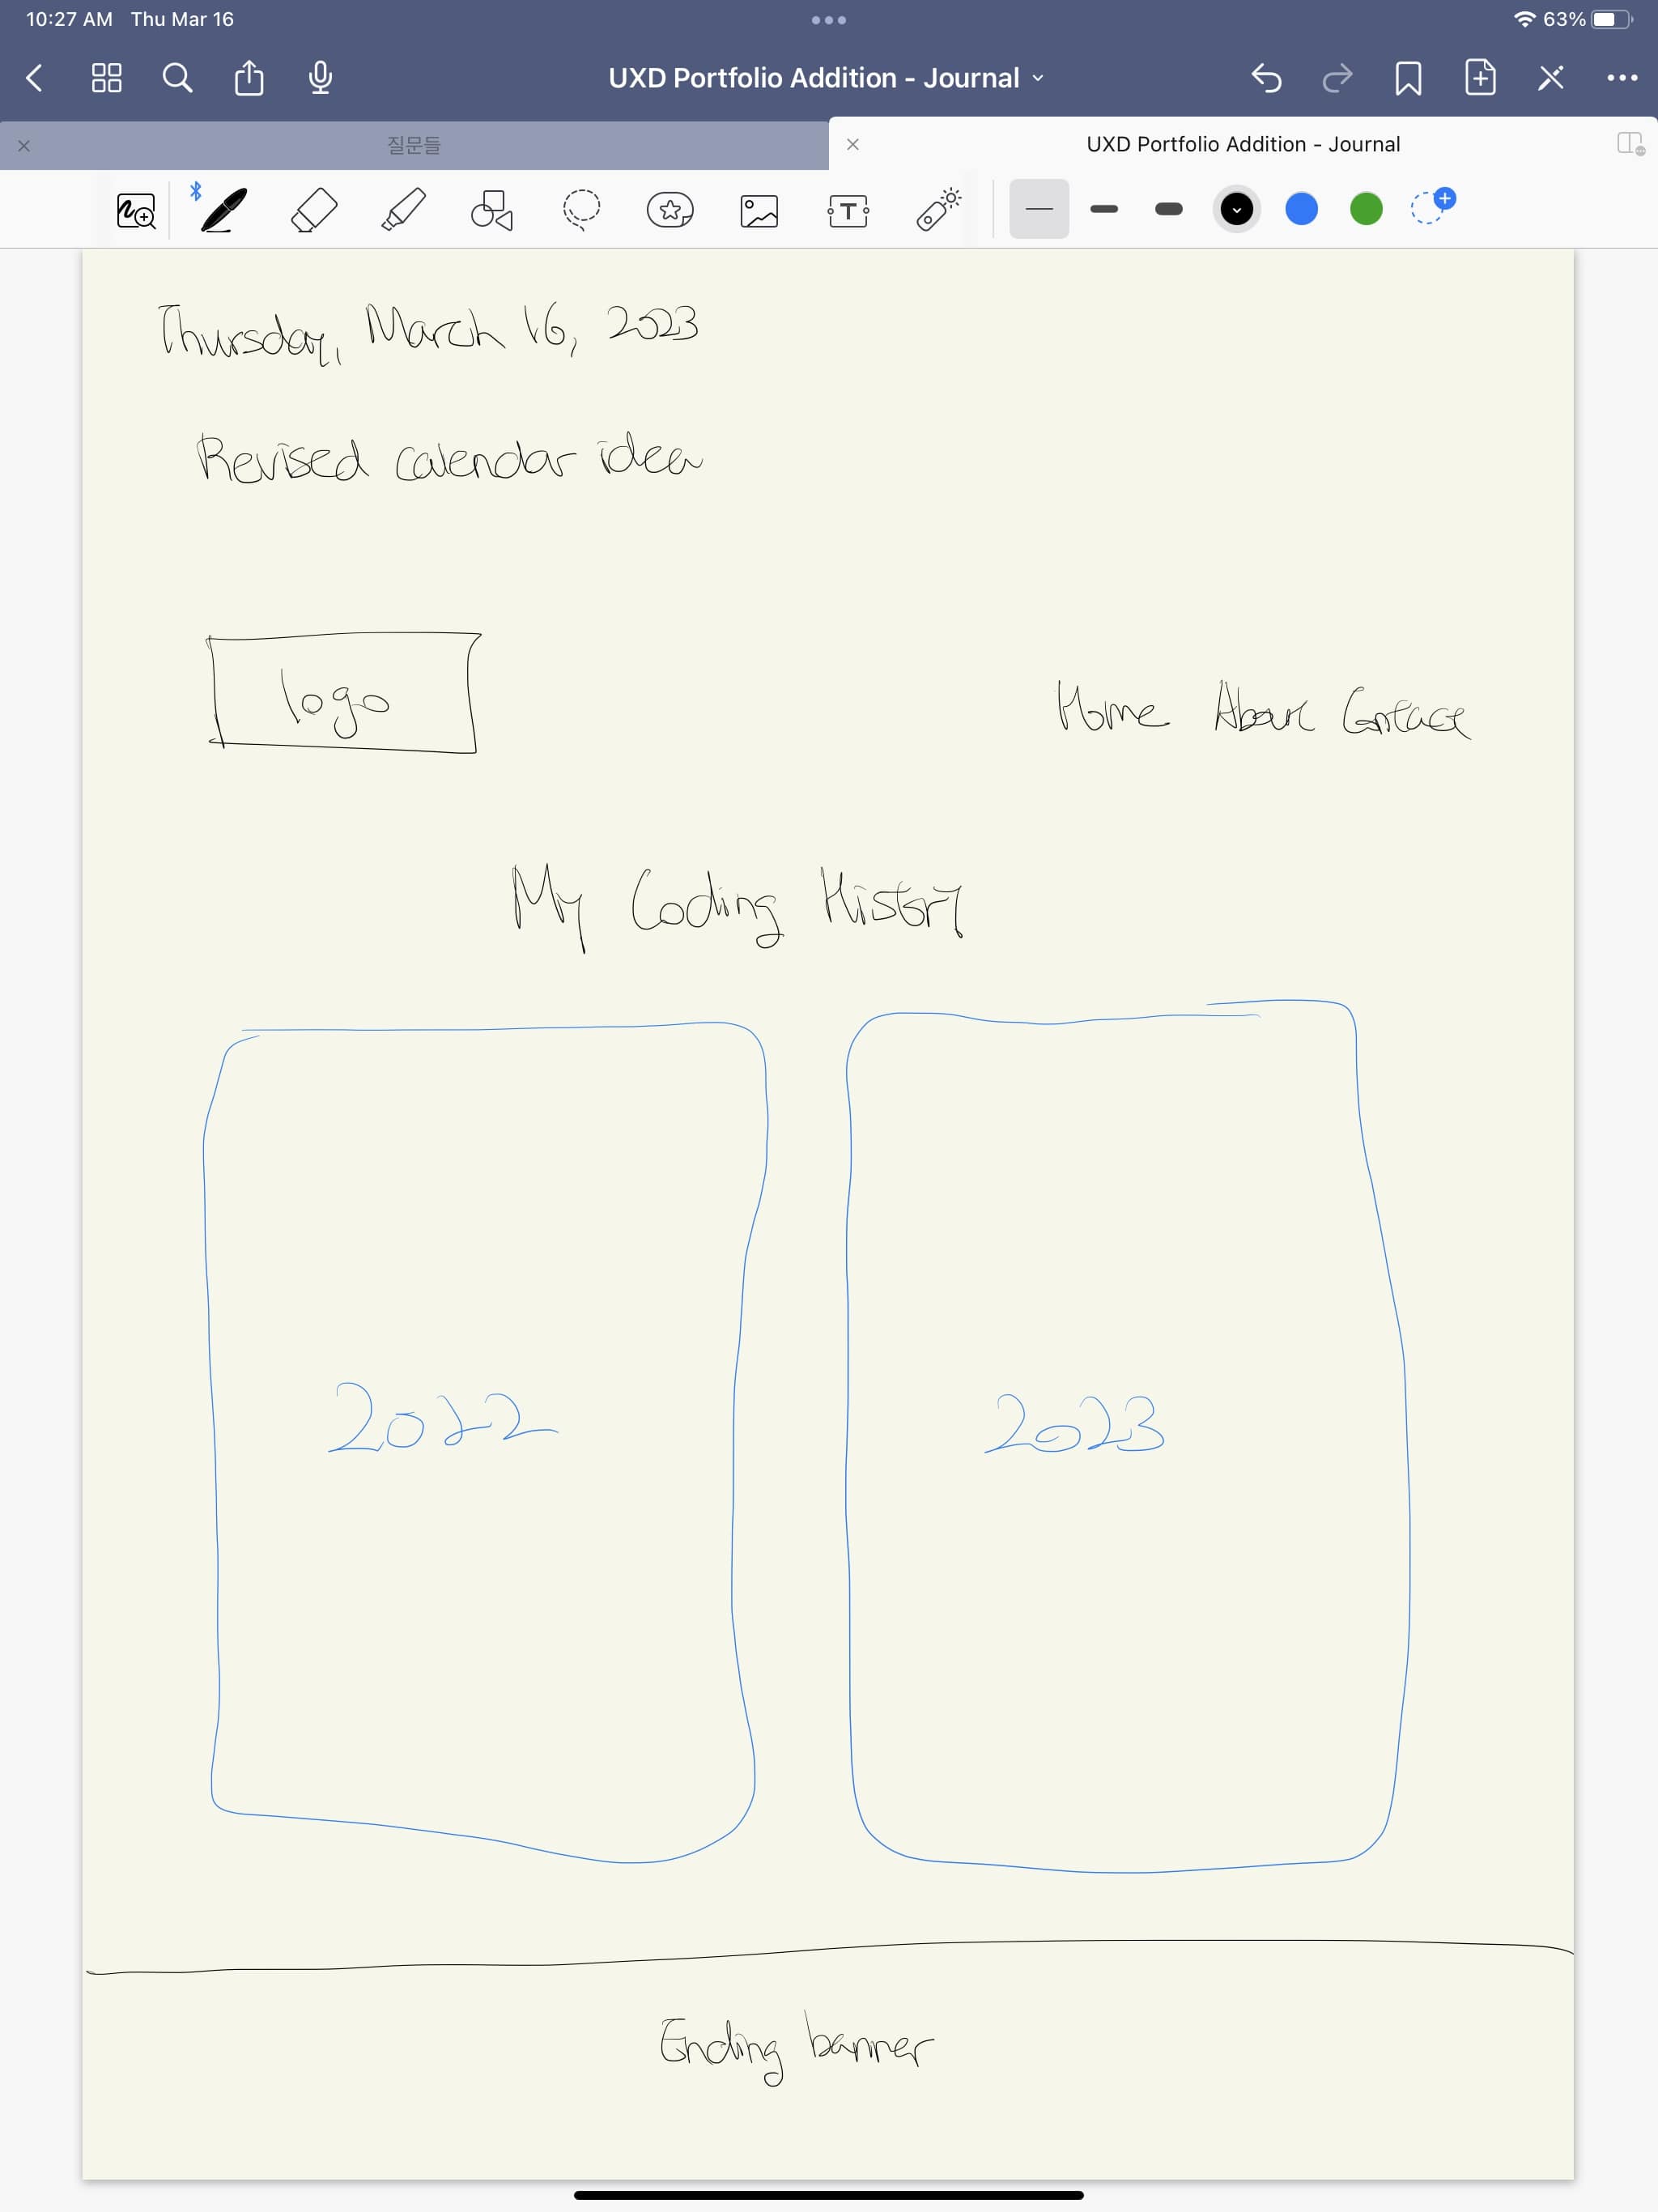 10:27 AM Thu Mar 16
63%
UXD Portfolio Addition - Journal
질문들
UXD Portfolio Addition - Journal
Thursday, March 16, 2023
Revised calendar idea
logo
Home About Contact
My Coding History
2022
2023
Ending banner